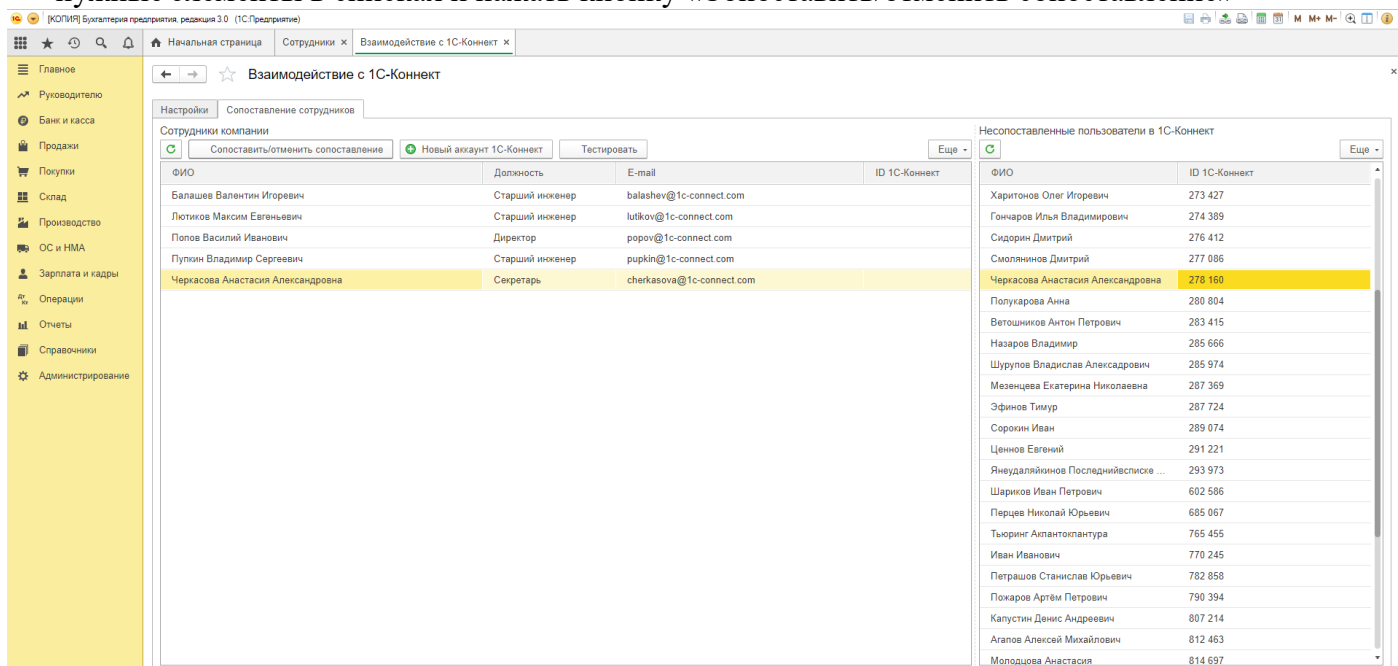 [КОПИЯ] Бухгалтерия предприятия, редакция 3.0 (1С:Предприятие)
M M+ M-
Начальная страница Сотрудники × Взаимодействие с 1С-Коннект ×
Главное
Руководителю
Банк и касса
Продажи
Покупки
Склад
Производство
ОС и НМА
Зарплата и кадры
Операции
Отчеты
Справочники
Администрирование
Взаимодействие с 1С-Коннект
Настройки Сопоставление сотрудников
Сотрудники компании
Сопоставить/отменить сопоставление Новый аккаунт 1С-Коннект Тестировать Еще
ФИО Должность E-mail ID 1С-Коннект
Балашев Валентин Игоревич Старший инженер balashev@1c-connect.com
Лютиков Максим Евгеньевич Старший инженер lutikov@1c-connect.com
Попов Василий Иванович Директор popov@1c-connect.com
Пупкин Владимир Сергеевич Старший инженер pupkin@1c-connect.com
Черкасова Анастасия Александровна Секретарь cherkasova@1c-connect.com
Несопоставленные пользователи в 1С-Коннект
Еще
ФИО ID 1С-Коннект
Харитонов Олег Игоревич 273 427
Гончаров Илья Владимирович 274 389
Сидорин Дмитрий 276 412
Смолянинов Дмитрий 277 086
Черкасова Анастасия Александровна 278 160
Полукарова Анна 280 804
Ветошников Антон Петрович 283 415
Назаров Владимир 285 666
Шурупов Владислав Алексадрович 285 974
Мезенцева Екатерина Николаевна 287 369
Эфинов Тимур 287 724
Сорокин Иван 289 074
Ценнов Евгений 291 221
Янеудаляйкинов Последнийвсписке ... 293 973
Шариков Иван Петрович 602 586
Перцев Николай Юрьевич 685 067
Тьюринг Акпантокпантура 765 455
Иван Иванович 770 245
Петрашов Станислав Юрьевич 782 858
Пожаров Артём Петрович 790 394
Капустин Денис Андреевич 807 214
Агапов Алексей Михайлович 812 463
Молодцова Анастасия 814 697